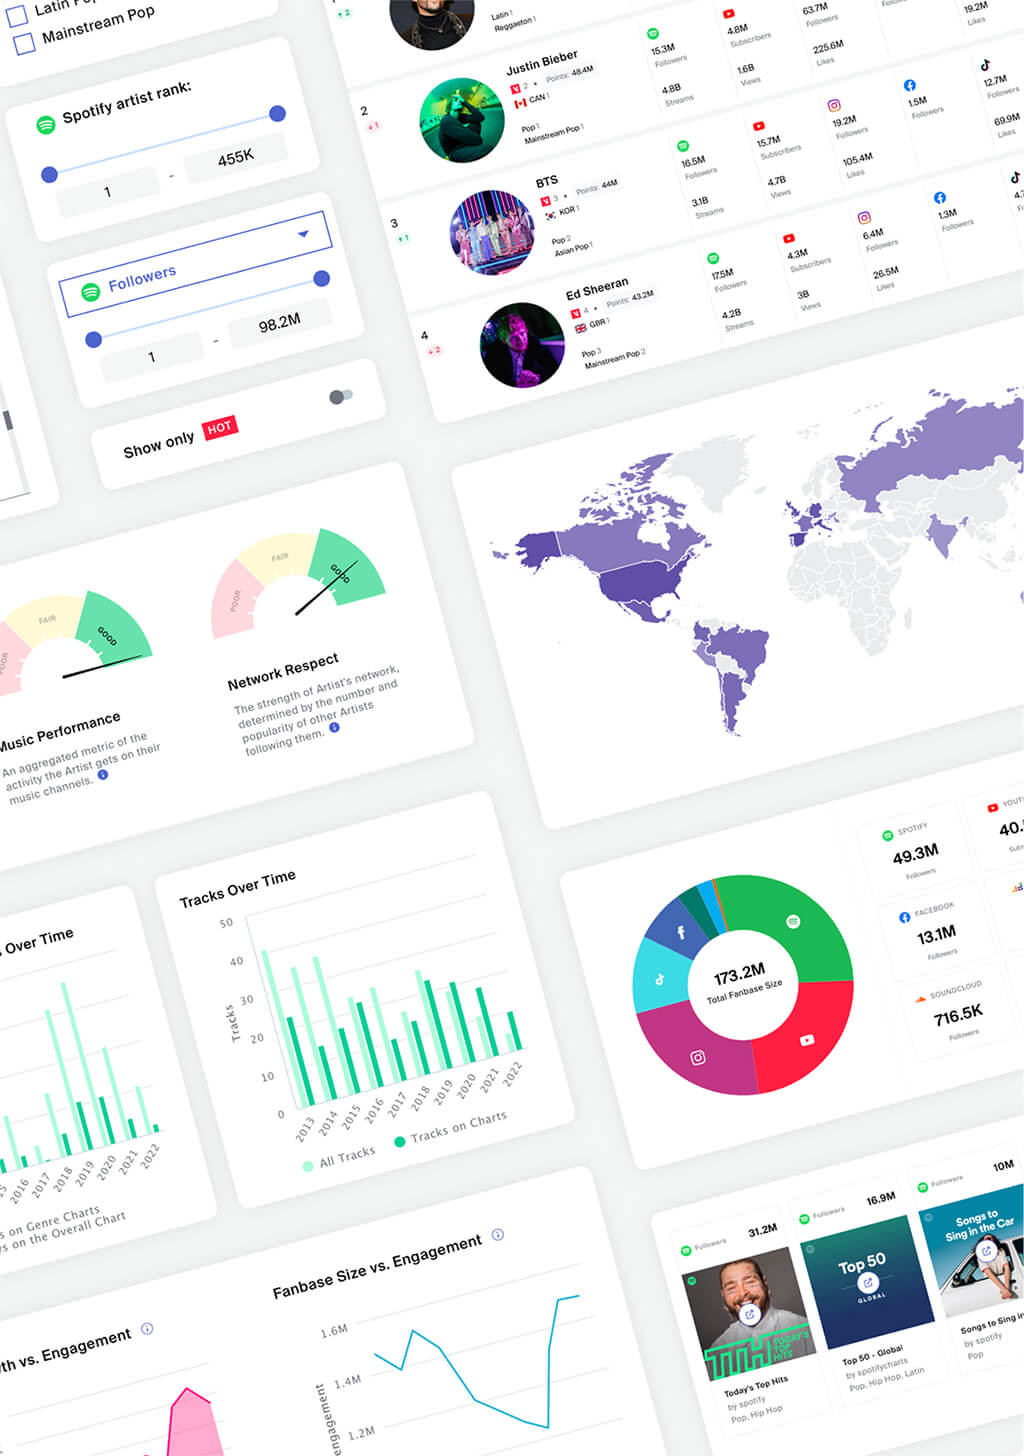 Mainstream Pop
Spotify artist rank:
1
-
455K
Followers
1
-
98.2M
Show only
HOT
↑ 2
Latin 1
Reggaeton 1
4.8M
Subscribers
1.6B
Views
63.7M
Followers
225.6M
Likes
Followers
19.2M
Likes
15.3M
Followers
4.8B
Streams
2
↓ 1
Justin Bieber
2
Points: 48.4M
CAN 1
Pop 1
Mainstream Pop 1
16.5M
Followers
3.1B
Streams
15.7M
Subscribers
4.7B
Views
19.2M
Followers
105.4M
Likes
1.5M
Followers
12.7M
Followers
69.9M
Likes
3
↑ 1
BTS
3
Points: 44M
KOR 1
Pop 2
Asian Pop 1
17.5M
Followers
4.2B
Streams
4.3M
Subscribers
3B
Views
6.4M
Followers
26.5M
Likes
1.3M
Followers
4
↓ 2
Ed Sheeran
4
Points: 43.2M
GBR 1
Pop 3
Mainstream Pop 2
FAIR
GOOD
Music Performance
An aggregated metric of the
activity the Artist gets on their
music channels.
POOR
FAIR
GOOD
Network Respect
The strength of Artist's network,
determined by the number and
popularity of other Artists
following them.
Over Time
2016
2017
2018
2019
2020
2021
2022
on Genre Charts
on the Overall Chart
Tracks Over Time
50
40
30
20
10
0
Tracks
2013
2014
2015
2016
2017
2018
2019
2020
2021
2022
All Tracks
Tracks on Charts
173.2M
Total Fanbase Size
SPOTIFY
49.3M
Followers
FACEBOOK
13.1M
Followers
SOUNDCLOUD
716.5K
Followers
vs. Engagement
Fanbase Size vs. Engagement
1.6M
1.4M
1.2M
Followers
31.2M
TODAY'S
TOP
HITS
Today's Top Hits
by spotify
Pop, Hip Hop
Followers
16.9M
Top 50
GLOBAL
Top 50 - Global
by spotifycharts
Pop, Hip Hop, Latin
Followers
10M
Songs to
Sing in the Car
Songs to Sing in
by spotify
Pop